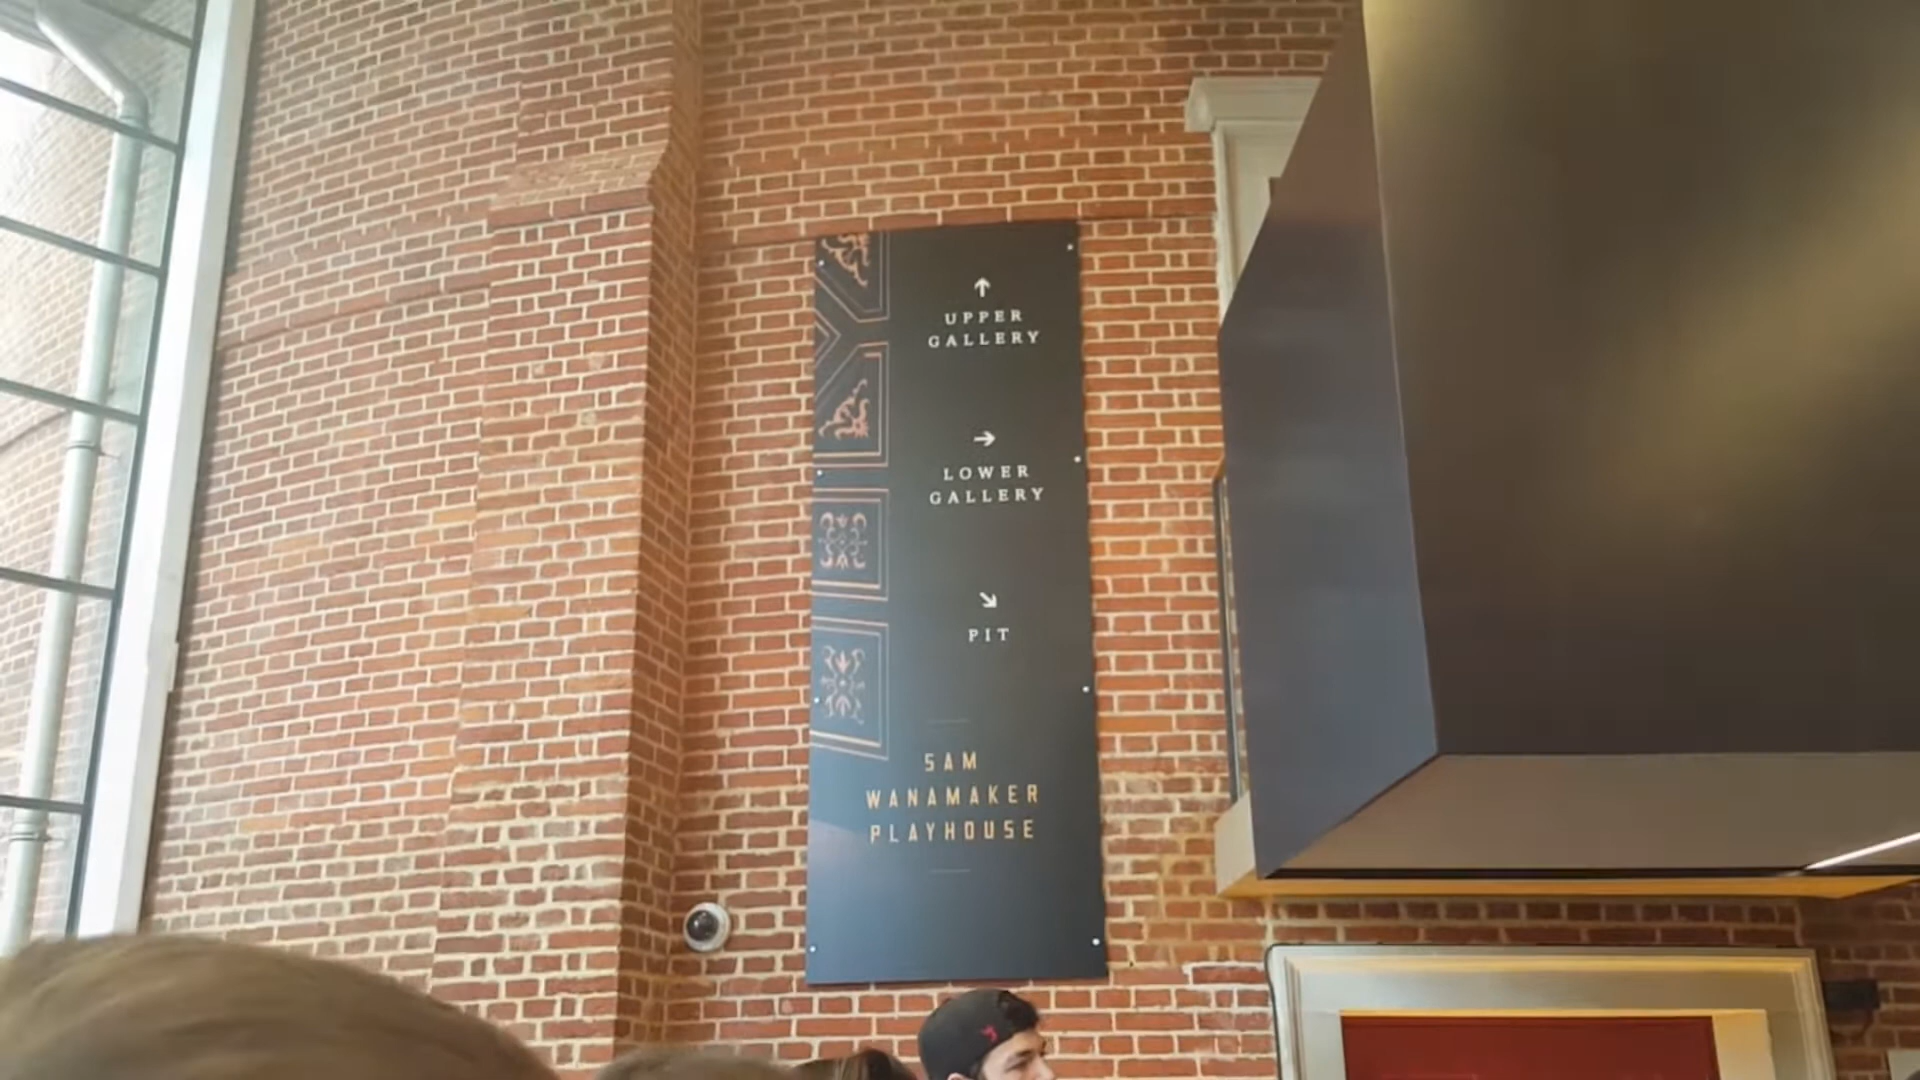 ↑
UPPER
GALLERY
→
LOWER
GALLERY
↘
PIT
SAM
WANAMAKER
PLAYHOUSE